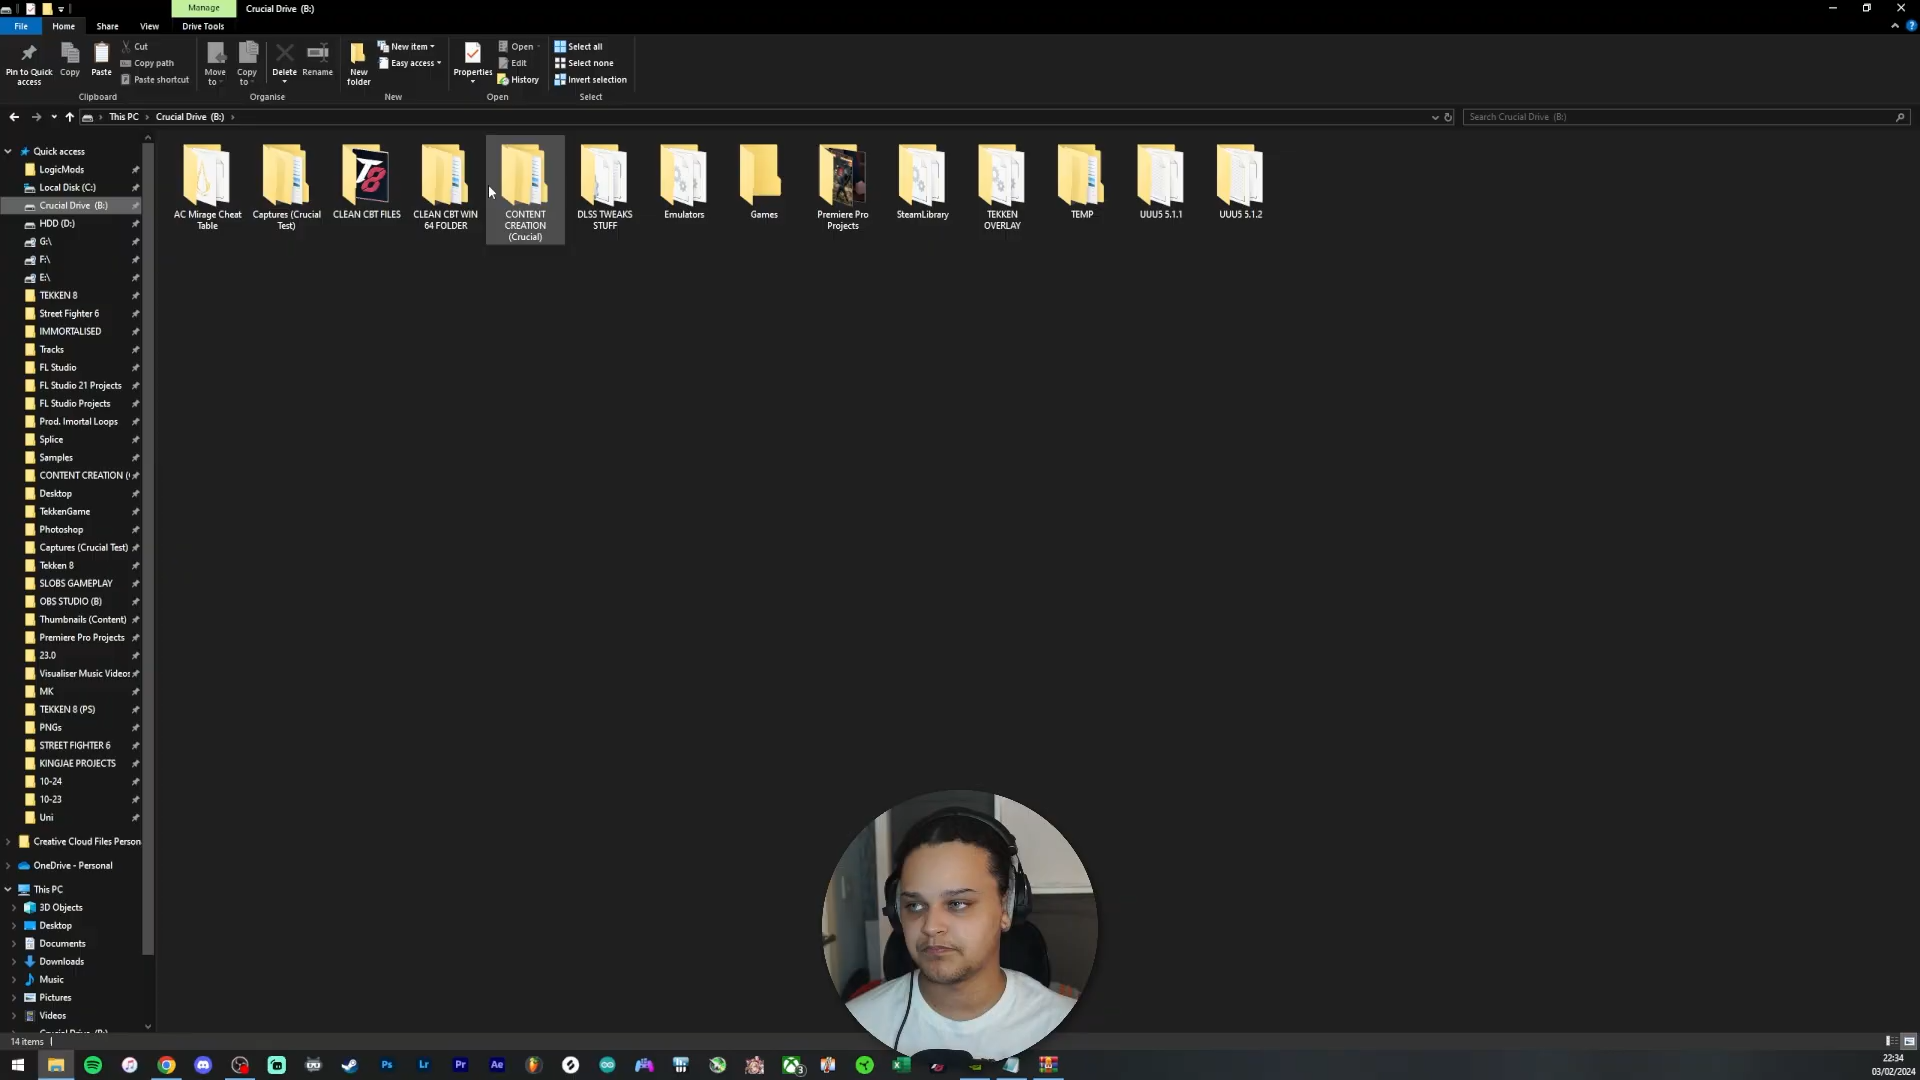 Manage
Crucial Drive (B:)
File
Home
Share
View
Drive Tools
Pin to Quick access
Copy
Paste
Cut
Copy path
Paste shortcut
Move to
Copy to
Delete
Rename
New folder
New item
Easy access
Properties
Open
Edit
History
Select all
Select none
Invert selection
Clipboard
Organise
New
Open
Select
This PC
Crucial Drive (B:)
Search Crucial Drive (B:)
AC Mirage Cheat
Table
Captures (Crucial
Test)
CLEAN CBT FILES
CLEAN CBT WIN
64 FOLDER
CONTENT
CREATION
(Crucial)
DLSS TWEAKS
STUFF
Emulators
Games
Premiere Pro
Projects
SteamLibrary
TEKKEN
OVERLAY
TEMP
UUU5 5.1.1
UUU5 5.1.2
T8
Quick access
LogicMods
Local Disk (C:)
Crucial Drive (B:)
HDD (D:)
G:\
F:\
E:\
TEKKEN 8
Street Fighter 6
IMMORTALISED
Tracks
FL Studio
FL Studio 21 Projects
FL Studio Projects
Prod. Imortal Loops
Splice
Samples
CONTENT CREATION (
Desktop
TekkenGame
Photoshop
Captures (Crucial Test)
Tekken 8
SLOBS GAMEPLAY
OBS STUDIO (B)
Thumbnails (Content)
Premiere Pro Projects
23.0
Visualiser Music Videos
MK
TEKKEN 8 (PS)
PNGs
STREET FIGHTER 6
KINGJAE PROJECTS
10-24
10-23
Uni
Creative Cloud Files Person
OneDrive - Personal
This PC
3D Objects
Desktop
Documents
Downloads
Music
Pictures
Videos
Crucial Drive (B:)
14 items
Ps
Lr
Pr
Ae
3
22:34
03/02/2024